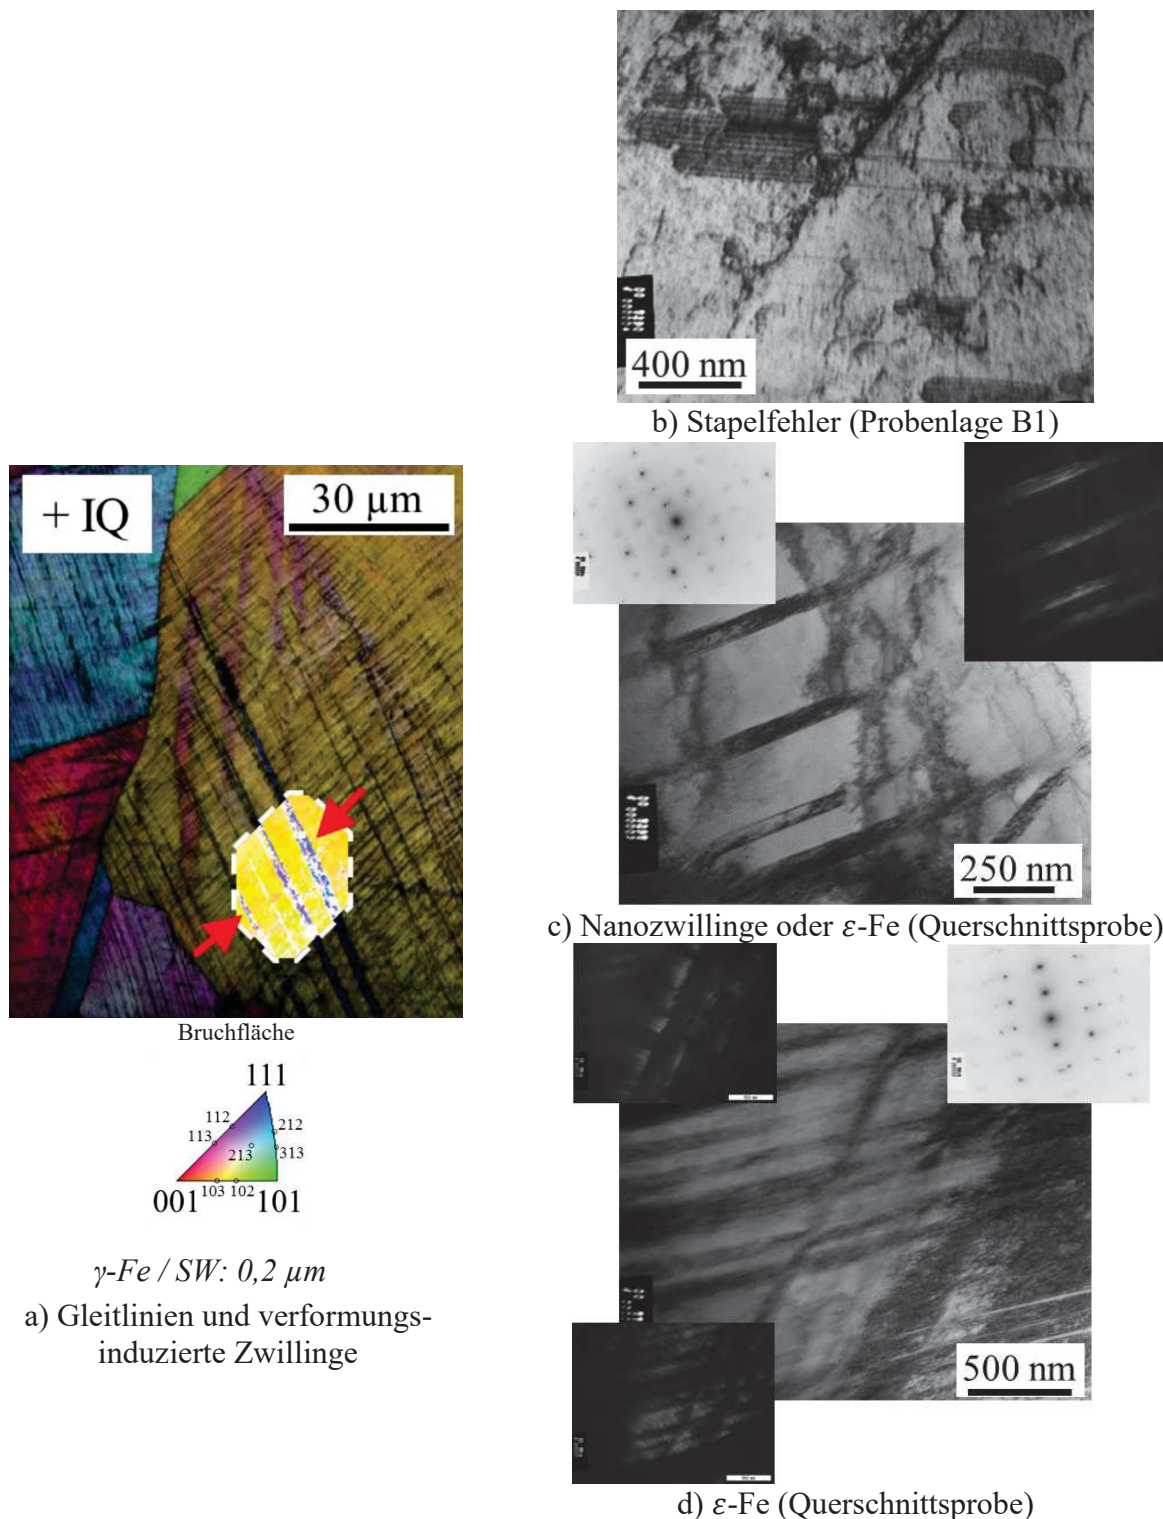 400 nm
b) Stapelfehler (Probenlage B1)
+ IQ
30 µm
Bruchfläche
111
112
212
113
213
313
001
103
102
101
γ-Fe / SW: 0,2 µm
a) Gleitlinien und verformungs-
induzierte Zwillinge
250 nm
c) Nanozwillinge oder ε-Fe (Querschnittsprobe)
500 nm
d) ε-Fe (Querschnittsprobe)